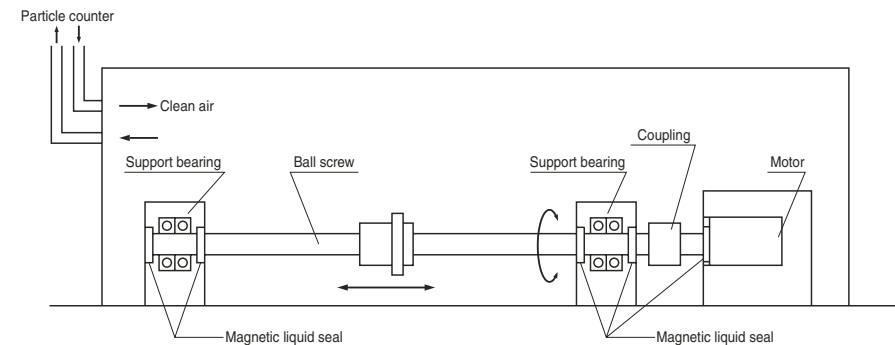 Particle counter
Clean air
Coupling
Support bearing
Ball screw
Support bearing
Motor
Magnetic liquid seal
Magnetic liquid seal